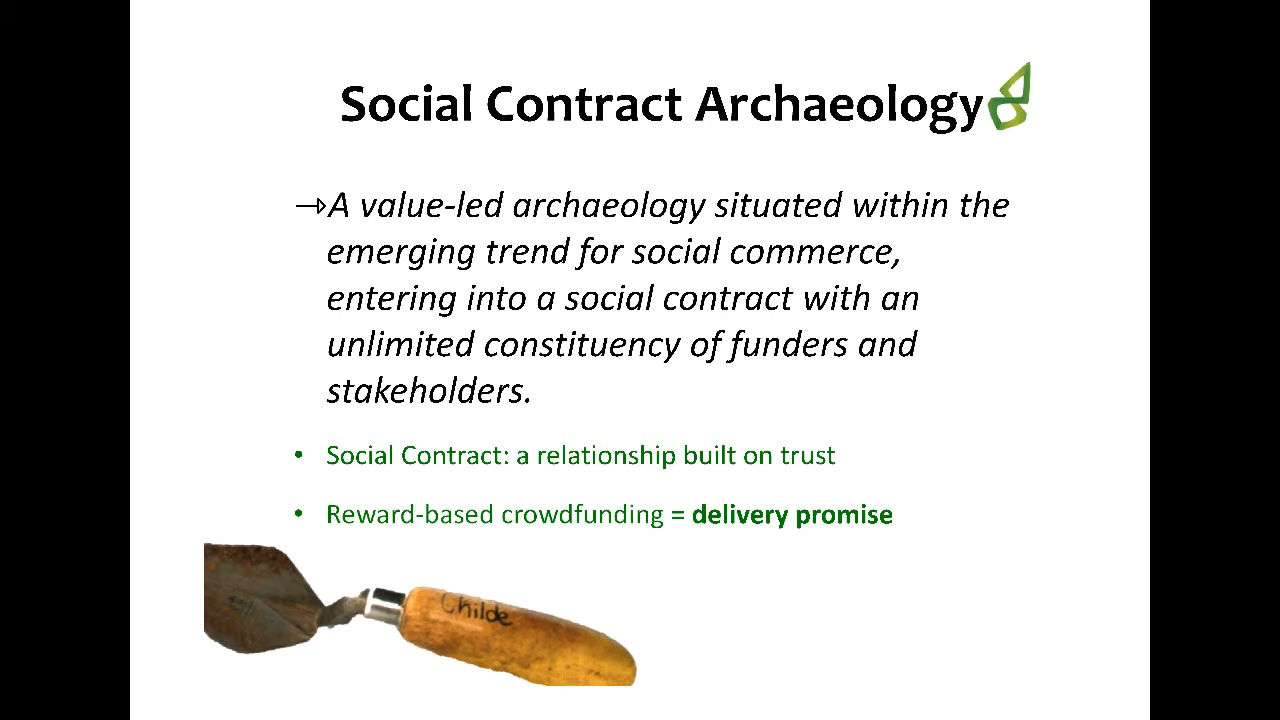 Social Contract Archaeology
→A value-led archaeology situated within the
emerging trend for social commerce,
entering into a social contract with an
unlimited constituency of funders and
stakeholders.
• Social Contract: a relationship built on trust
• Reward-based crowdfunding = delivery promise
Childe